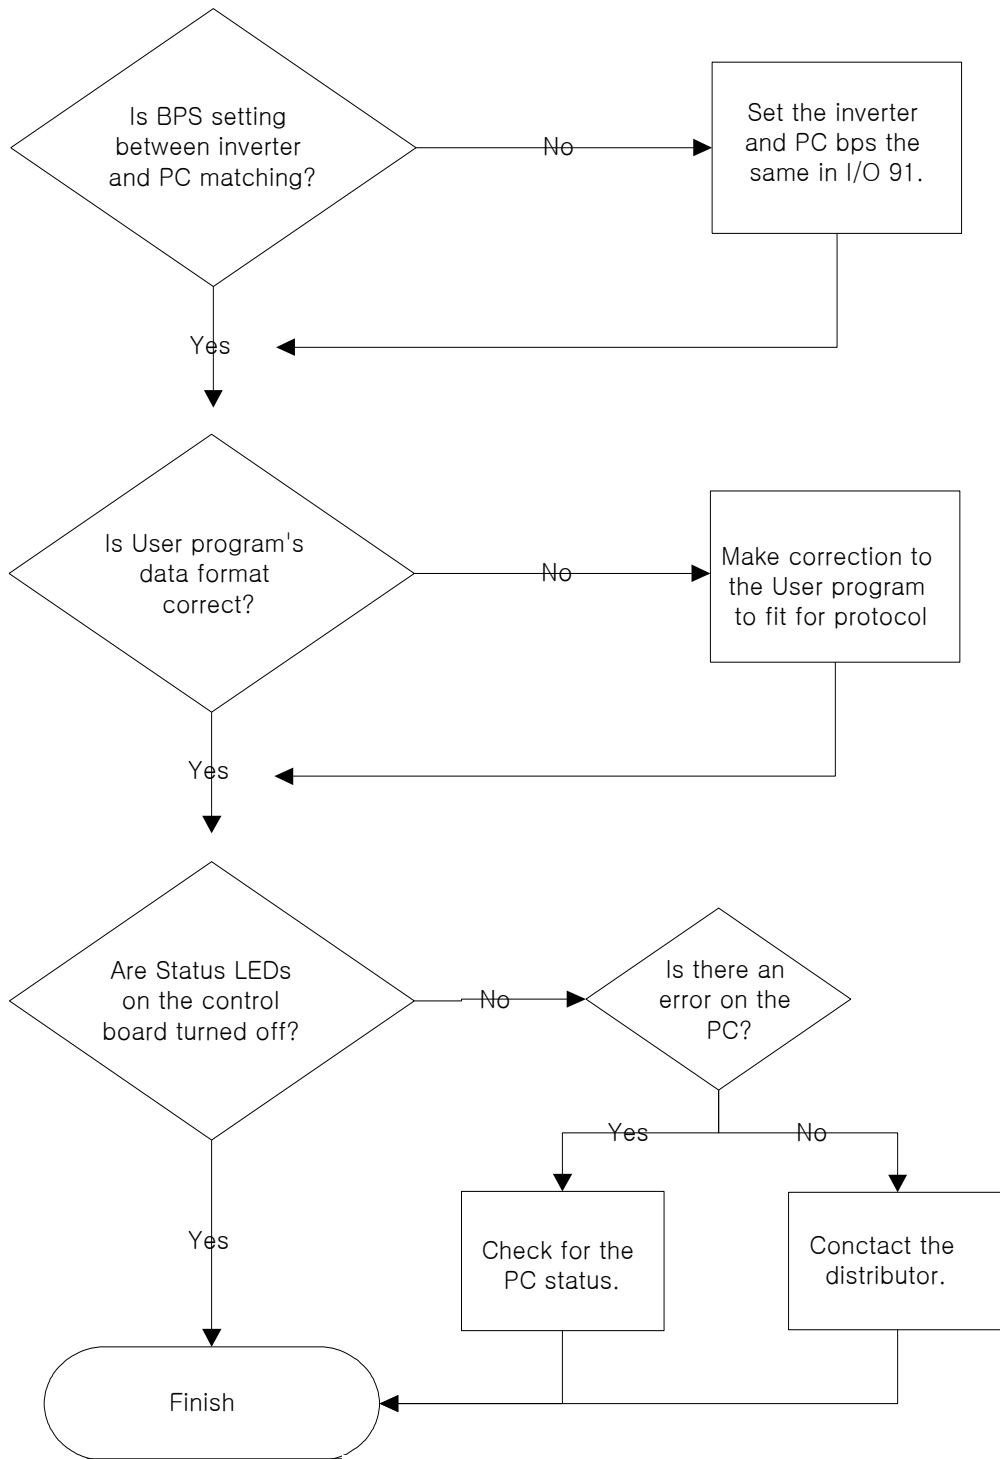 Is BPS setting
between inverter
and PC matching?
No
Set the inverter
and PC bps the
same in I/O 91.
Yes
Is User program's
data format
correct?
No
Make correction to
the User program
to fit for protocol
Yes
Are Status LEDs
on the control
board turned off?
No
Is there an
error on the
PC?
Yes
No
Yes
Check for the
PC status.
Conctact the
distributor.
Finish